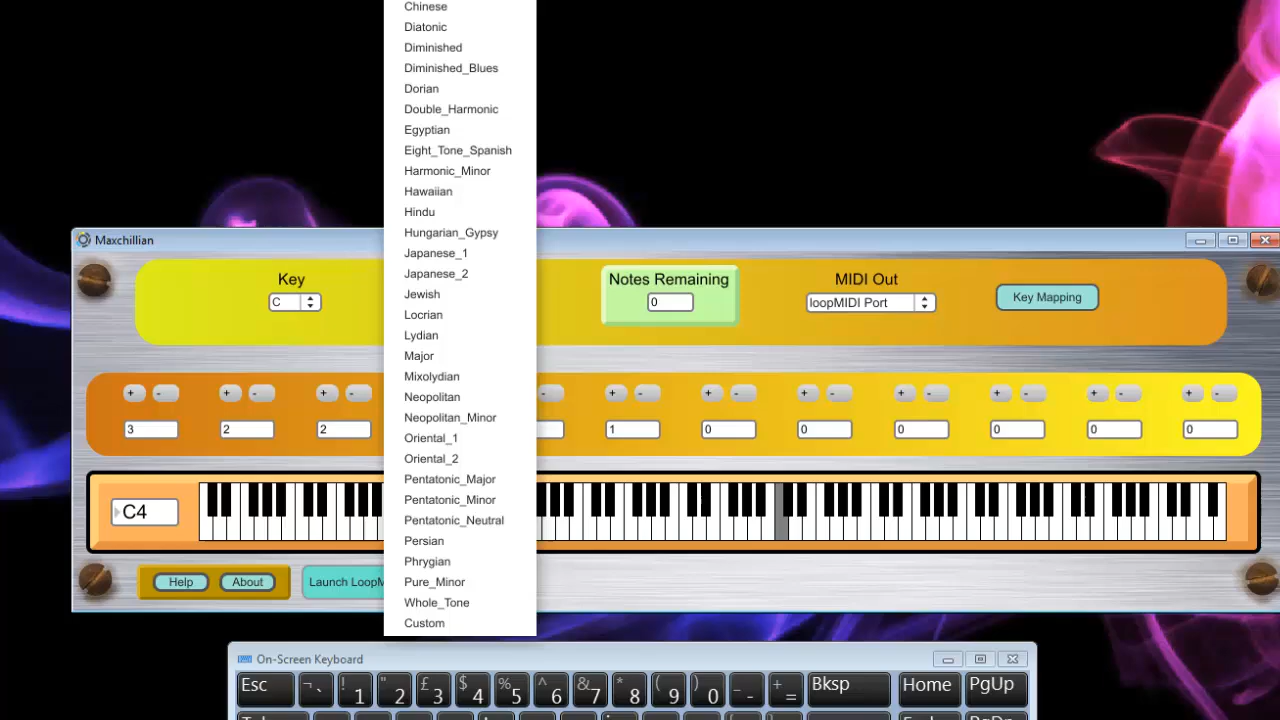 Chinese
Diatonic
Diminished
Diminished_Blues
Dorian
Double_Harmonic
Egyptian
Eight_Tone_Spanish
Harmonic_Minor
Hawaiian
Hindu
Hungarian_Gypsy
Japanese_1
Japanese_2
Jewish
Locrian
Lydian
Major
Mixolydian
Neopolitan
Neopolitan_Minor
Oriental_1
Oriental_2
Pentatonic_Major
Pentatonic_Minor
Pentatonic_Neutral
Persian
Phrygian
Pure_Minor
Whole_Tone
Custom
Maxchillian
Key
C
Notes Remaining
0
MIDI Out
loopMIDI Port
Key Mapping
+ - + - + - - + - + - + - + - + - + - + -
3 2 2 1 0 0 0 0 0 0
C4
Help About Launch LoopM
On-Screen Keyboard
Esc ¬ ` ! 1 " 2 £ 3 $ 4 % 5 ^ 6 & 7 * 8 ( 9 ) 0 _ - + = Bksp Home PgUp